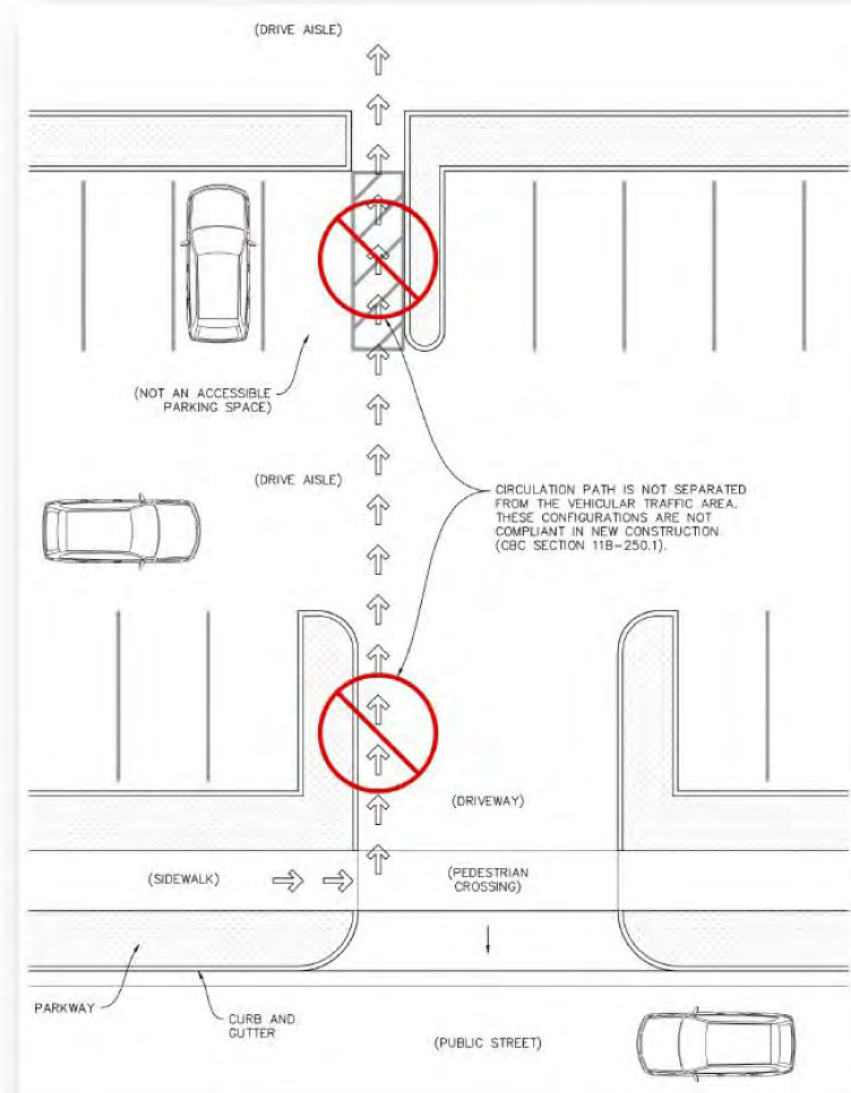 (DRIVE AISLE)
(NOT AN ACCESSIBLE
PARKING SPACE)
(DRIVE AISLE)
CIRCULATION PATH IS NOT SEPARATED
FROM THE VEHICULAR TRAFFIC AREA.
THESE CONFIGURATIONS ARE NOT
COMPLIANT IN NEW CONSTRUCTION
(CBC SECTION 11B-250.1).
(DRIVEWAY)
(SIDEWALK)
(PEDESTRIAN
CROSSING)
PARKWAY
CURB AND
GUTTER
(PUBLIC STREET)